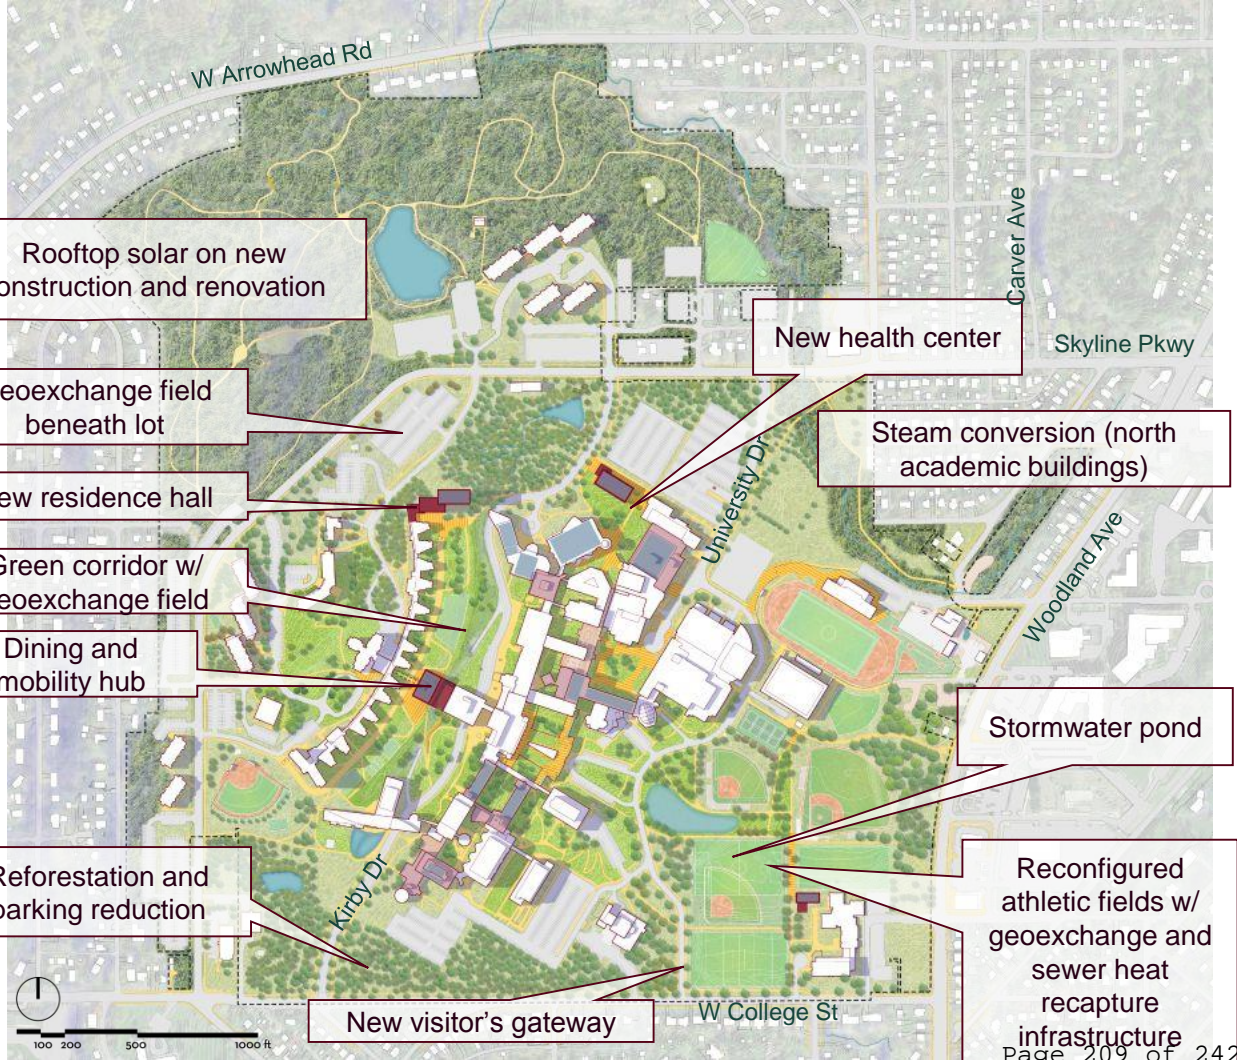 W Arrowhead Rd
Carver Ave
Rooftop solar on new
onstruction and renovation
New health center
Skyline Pkwy
eoexchange field
beneath lot
Steam conversion (north
academic buildings)
University Dr
ew residence hall
Woodland Ave
Green corridor w/
eoexchange field
Dining and
mobility hub
Stormwater pond
Reforestation and
parking reduction
Kirby Dr
Reconfigured
athletic fields w/
geoexchange and
sewer heat
recapture
infrastructure
New visitor's gateway
W College St
100 200 500 1000 ft
Page 209 of 242